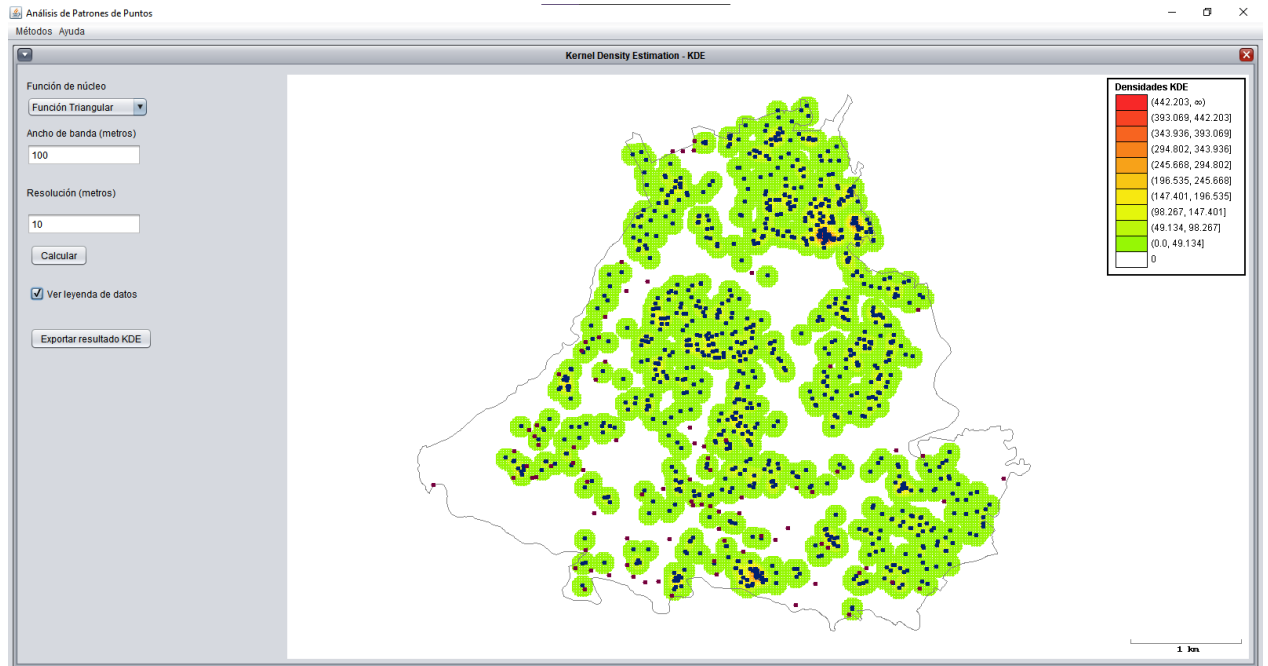 Análisis de Patrones de Puntos
Métodos Ayuda
Kernel Density Estimation - KDE
Función de núcleo
Función Triangular
Ancho de banda (metros)
100
Resolución (metros)
10
Calcular
Ver leyenda de datos
Exportar resultado KDE
Densidades KDE
(442.203, ∞)
(393.069, 442.203]
(343.936, 393.069]
(294.802, 343.936]
(245.668, 294.802]
(196.535, 245.668]
(147.401, 196.535]
(98.267, 147.401]
(49.134, 98.267]
(0.0, 49.134]
0
1 km